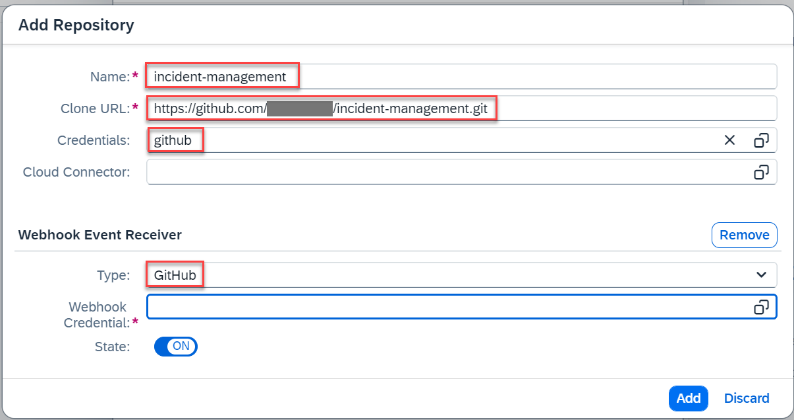 Add Repository
Name:* incident-management
Clone URL:* https://github.com/ /incident-management.git
Credentials: github
Cloud Connector:
Webhook Event Receiver Remove
Type: GitHub
Webhook
Credential:*
State: ON
Add Discard